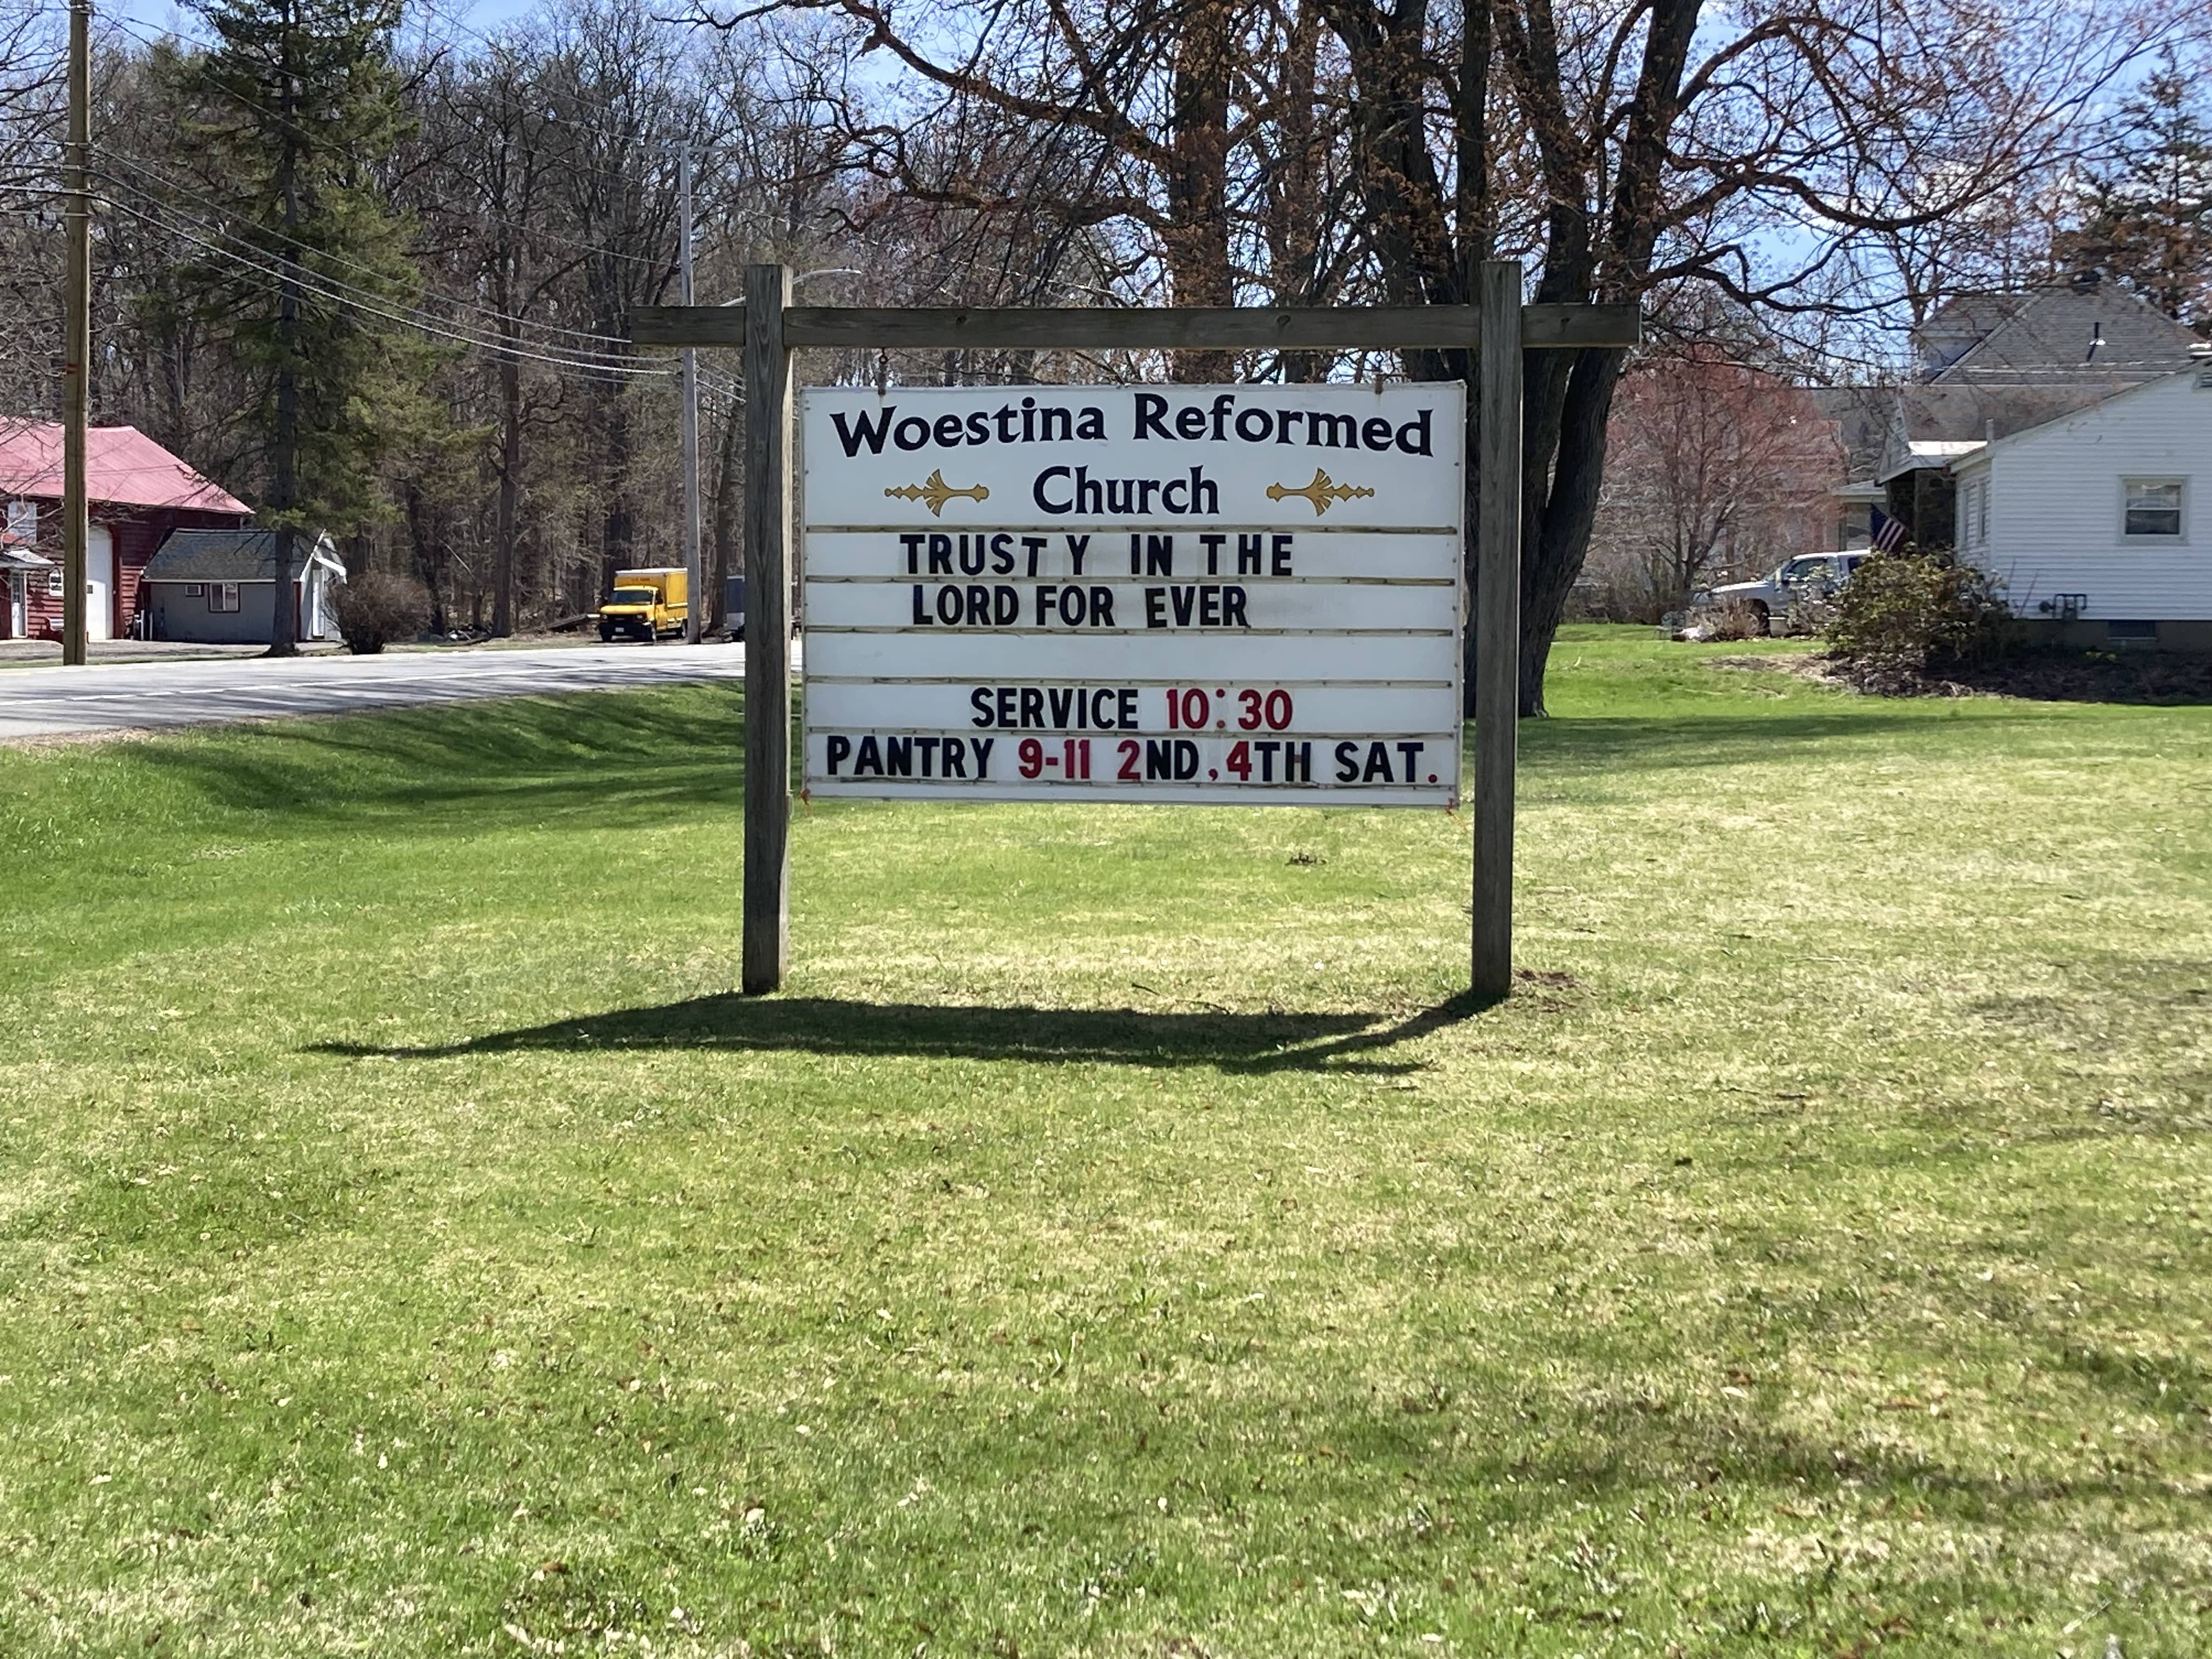 Woestina Reformed
Church
TRUSTY IN THE
LORD FOR EVER
SERVICE 10:30
PANTRY 9-11 2ND, 4TH SAT.